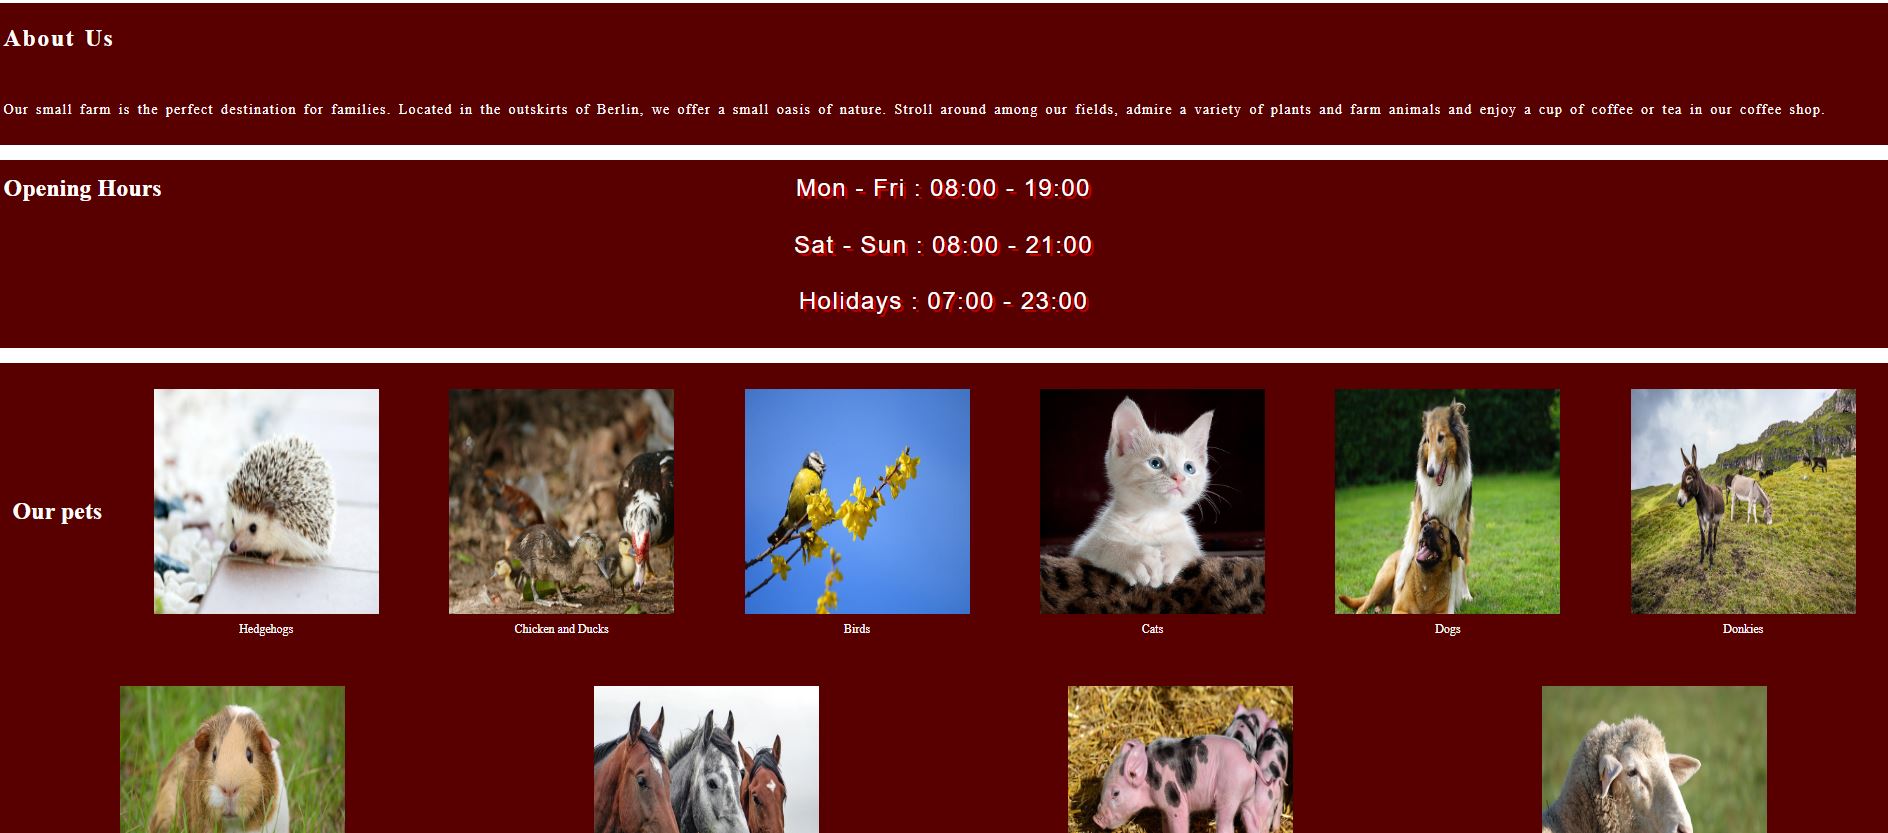 About Us
Our small farm is the perfect destination for families. Located in the outskirts of Berlin, we offer a small oasis of nature. Stroll around among our fields, admire a variety of plants and farm animals and enjoy a cup of coffee or tea in our coffee shop.
Opening Hours
Mon - Fri : 08:00 - 19:00
Sat - Sun : 08:00 - 21:00
Holidays : 07:00 - 23:00
Our pets
Hedgehogs
Chicken and Ducks
Birds
Cats
Dogs
Donkies